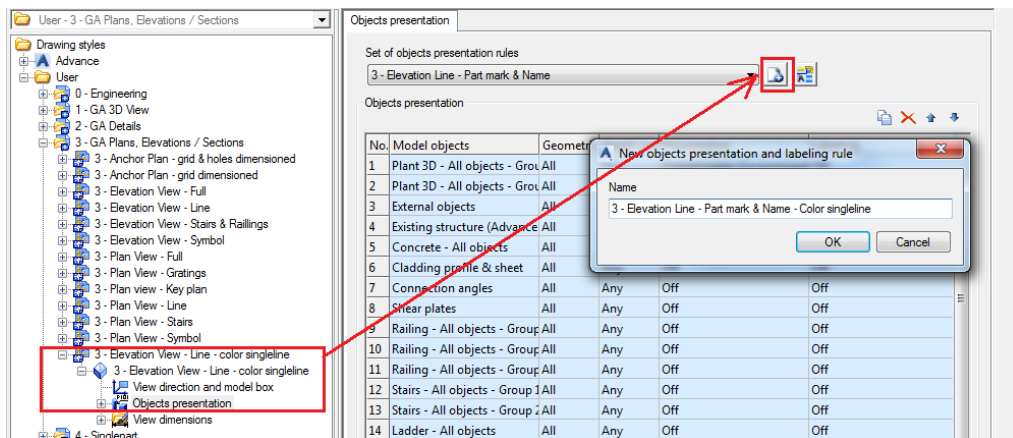 User - 3 - GA Plans, Elevations / Sections
Drawing styles
Advance
User
0 - Engineering
1 - GA 3D View
2 - GA Details
3 - GA Plans, Elevations / Sections
3 - Anchor Plan - grid & holes dimensioned
3 - Anchor Plan - grid dimensioned
3 - Elevation View - Full
3 - Elevation View - Line
3 - Elevation View - Stairs & Raillings
3 - Elevation View - Symbol
3 - Plan View - Full
3 - Plan View - Gratings
3 - Plan view - Key plan
3 - Plan View - Line
3 - Plan View - Stairs
3 - Plan View - Symbol
3 - Elevation View - Line - color singleline
3 - Elevation View - Line - color singleline
View direction and model box
Objects presentation
View dimensions
4 - Singlepart
Objects presentation
Set of objects presentation rules
3 - Elevation Line - Part mark & Name
Objects presentation
No. Model objects Geometr
1 Plant 3D - All objects - Grou All
2 Plant 3D - All objects - Grou All
3 External objects All
4 Existing structure (Advance All
5 Concrete - All objects All
6 Cladding profile & sheet All
7 Connection angles All Any Off Off
8 Shear plates All Any Off Off
9 Railing - All objects - Group All Any Off Off
10 Railing - All objects - Group All Any Off Off
11 Railing - All objects - Group All Any Off Off
12 Stairs - All objects - Group 1 All Any Off Off
13 Stairs - All objects - Group 2 All Any Off Off
14 Ladder - All objects All Any Off Off
New objects presentation and labeling rule
Name
3 - Elevation Line - Part mark & Name - Color singleline
OK Cancel